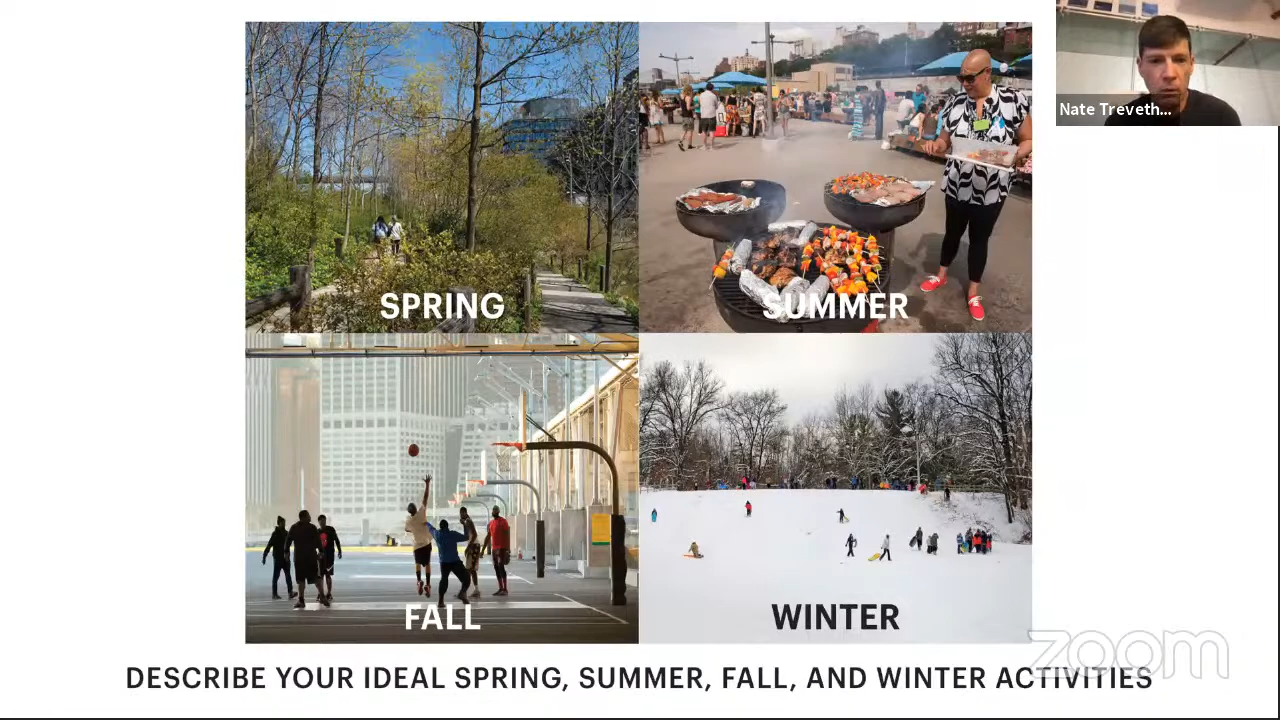 Nate Treveth...
SPRING
SUMMER
FALL
WINTER
zoom
DESCRIBE YOUR IDEAL SPRING, SUMMER, FALL, AND WINTER ACTIVITIES